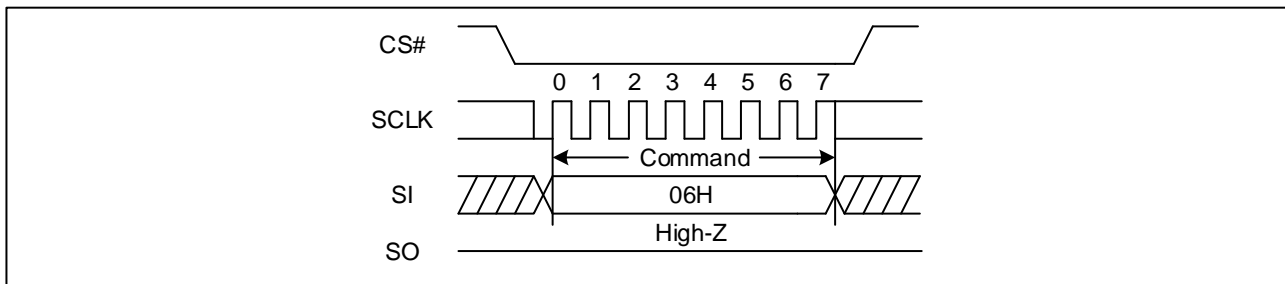 CS#
0 1 2 3 4 5 6 7
SCLK
Command
SI
06H
High-Z
SO